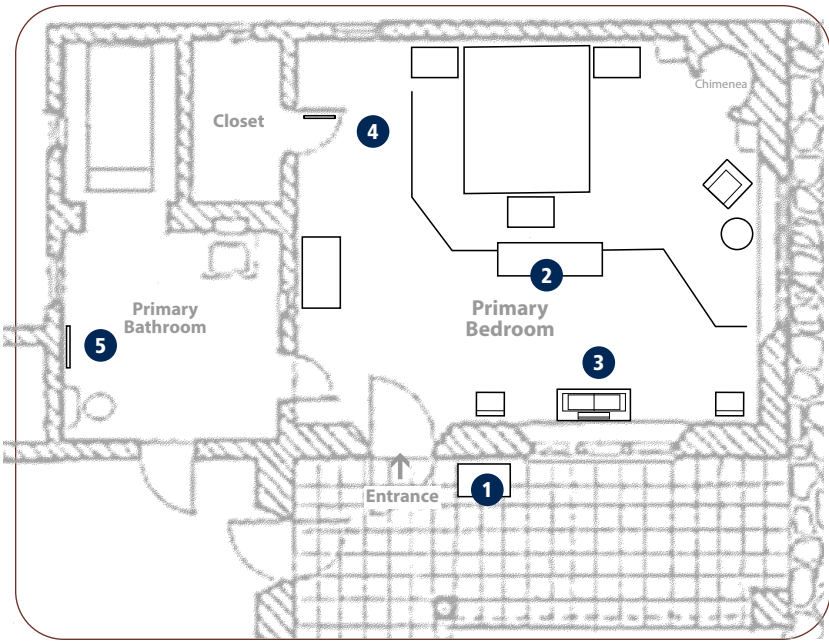 Chimenea
Closet
4
2
Primary
Bathroom
Primary
Bedroom
5
3
Entrance
1